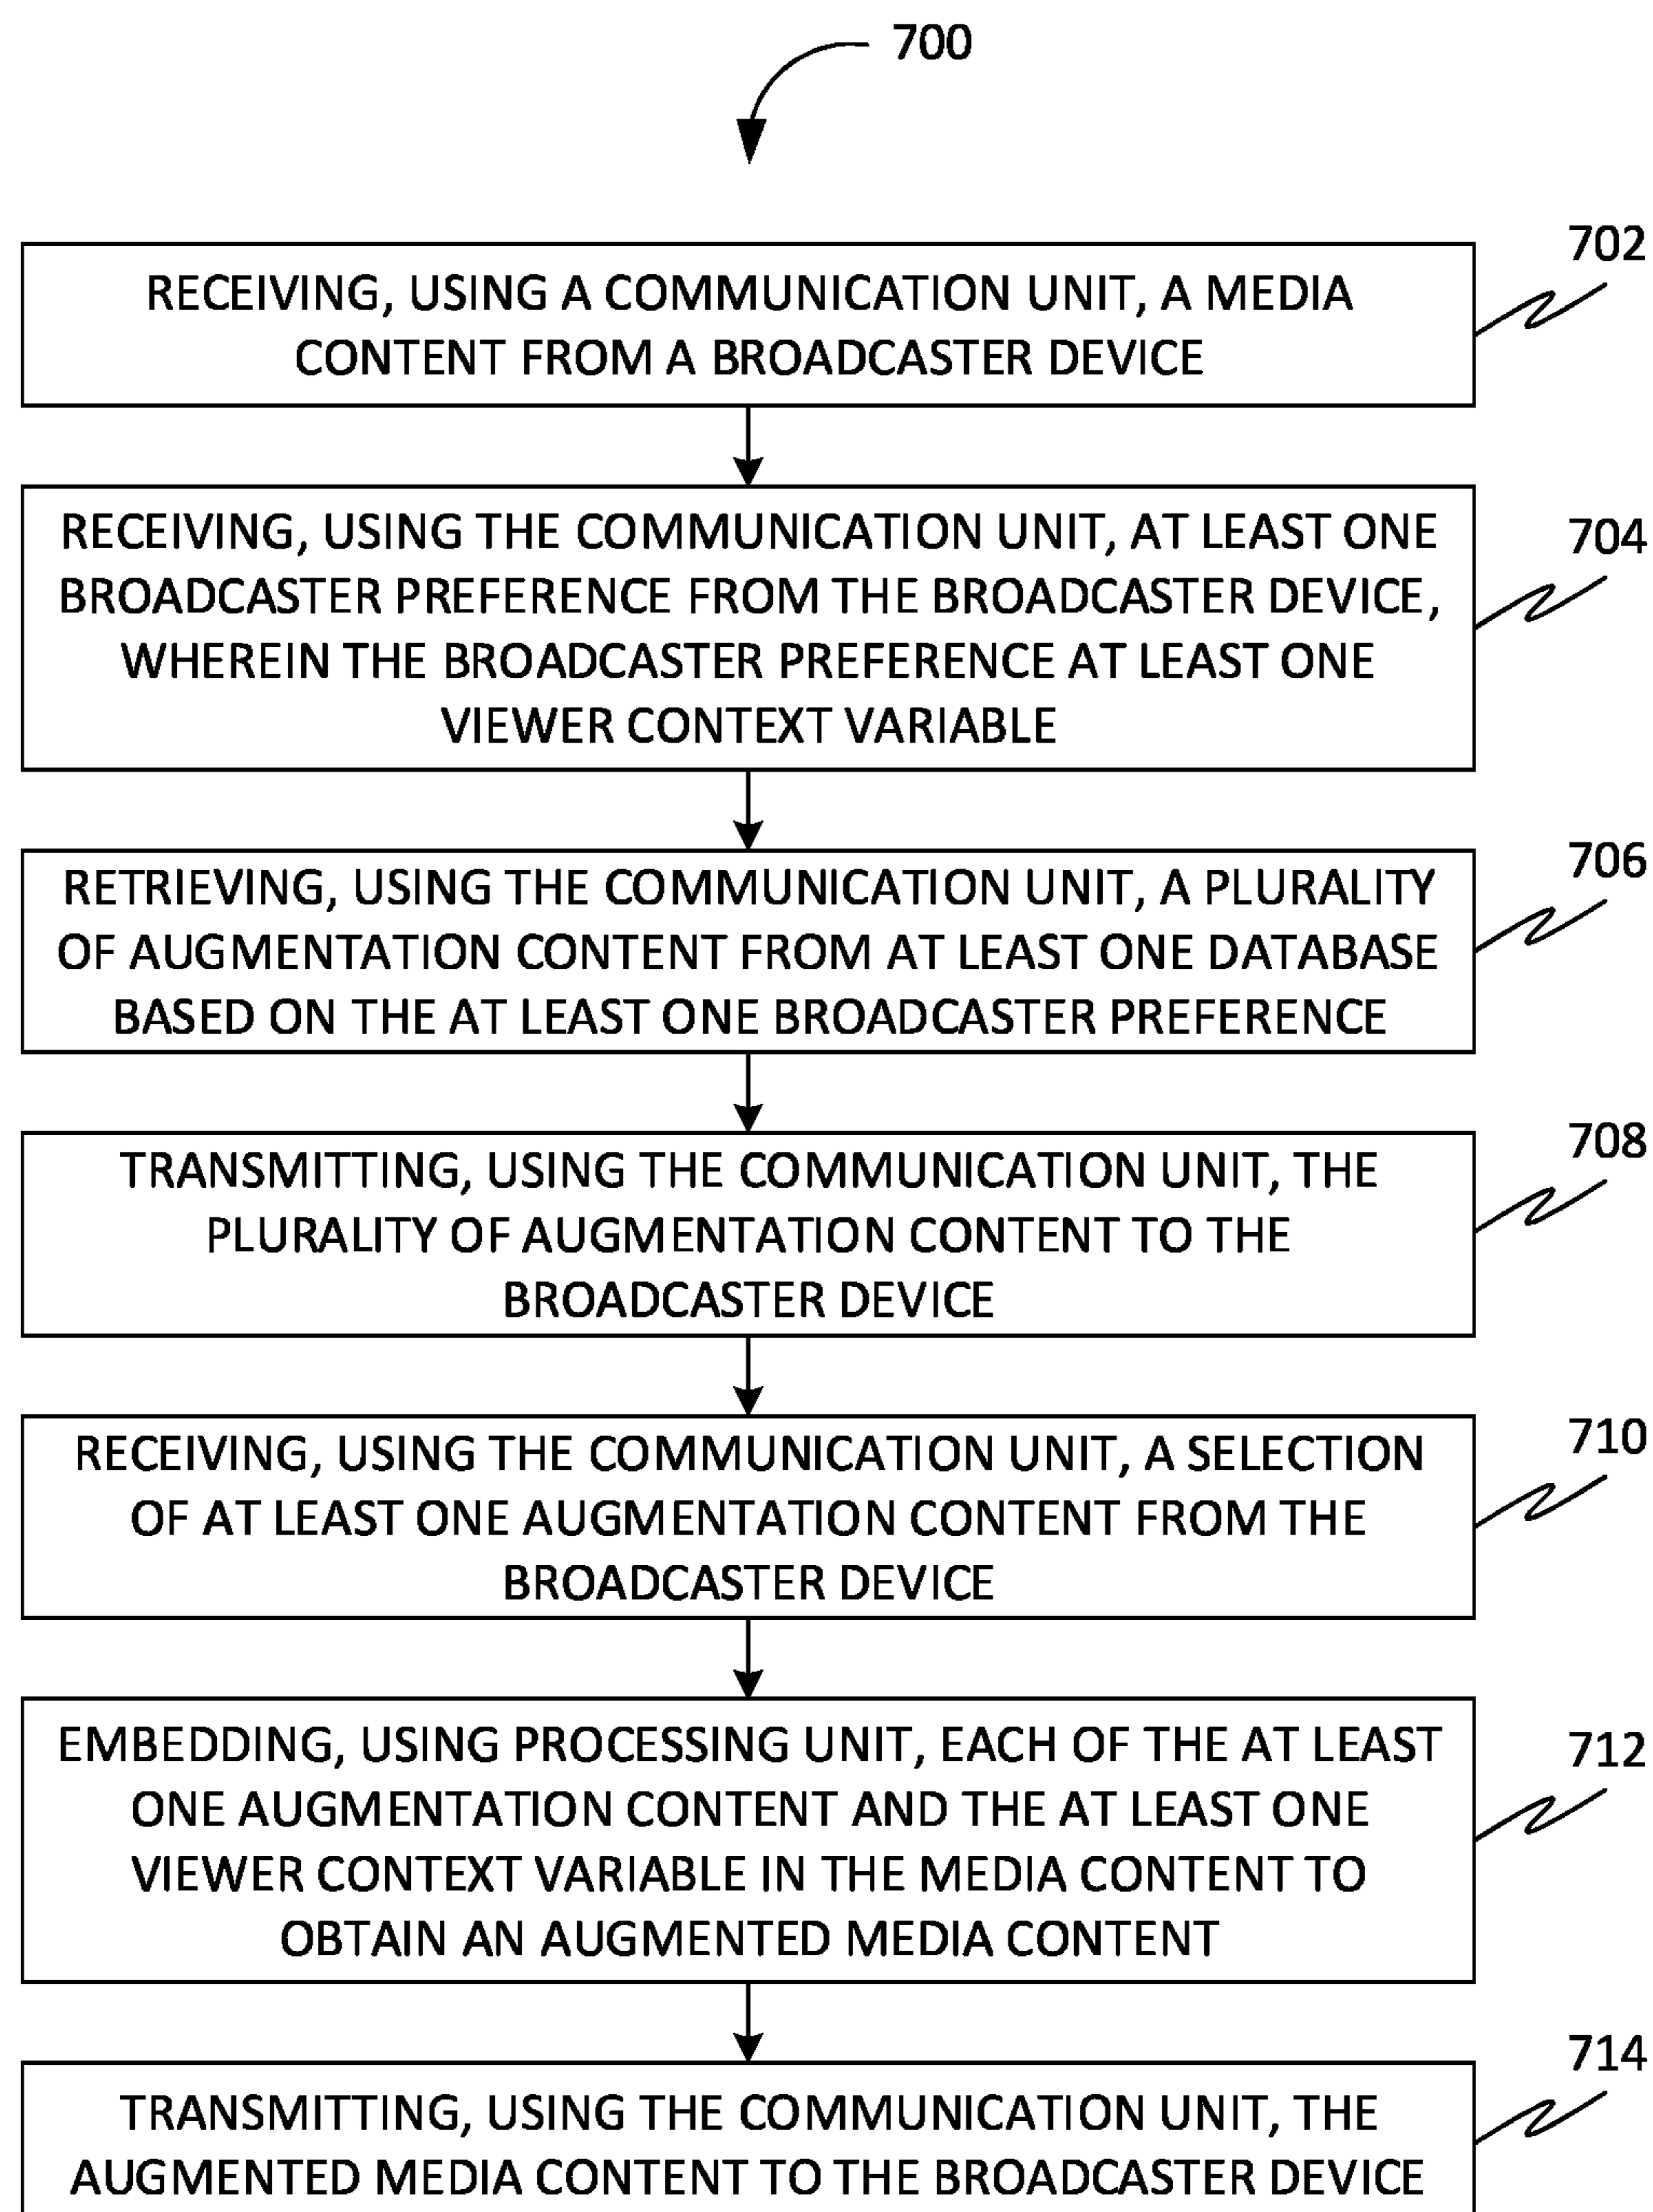 700
702
RECEIVING, USING A COMMUNICATION UNIT, A MEDIA
CONTENT FROM A BROADCASTER DEVICE
704
RECEIVING, USING THE COMMUNICATION UNIT, AT LEAST ONE
BROADCASTER PREFERENCE FROM THE BROADCASTER DEVICE,
WHEREIN THE BROADCASTER PREFERENCE AT LEAST ONE
VIEWER CONTEXT VARIABLE
706
RETRIEVING, USING THE COMMUNICATION UNIT, A PLURALITY
OF AUGMENTATION CONTENT FROM AT LEAST ONE DATABASE
BASED ON THE AT LEAST ONE BROADCASTER PREFERENCE
708
TRANSMITTING, USING THE COMMUNICATION UNIT, THE
PLURALITY OF AUGMENTATION CONTENT TO THE
BROADCASTER DEVICE
710
RECEIVING, USING THE COMMUNICATION UNIT, A SELECTION
OF AT LEAST ONE AUGMENTATION CONTENT FROM THE
BROADCASTER DEVICE
712
EMBEDDING, USING PROCESSING UNIT, EACH OF THE AT LEAST
ONE AUGMENTATION CONTENT AND THE AT LEAST ONE
VIEWER CONTEXT VARIABLE IN THE MEDIA CONTENT TO
OBTAIN AN AUGMENTED MEDIA CONTENT
714
TRANSMITTING, USING THE COMMUNICATION UNIT, THE
AUGMENTED MEDIA CONTENT TO THE BROADCASTER DEVICE